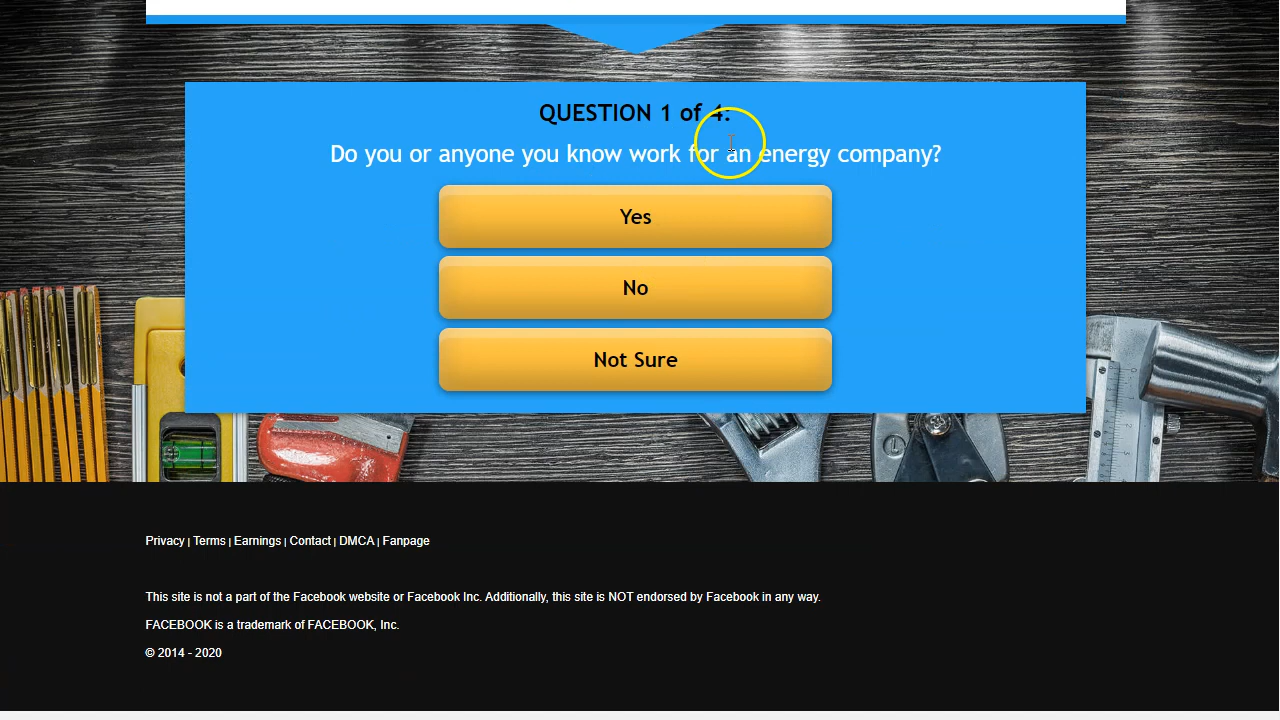 QUESTION 1 of 4:
Do you or anyone you know work for an energy company?
Yes
No
Not Sure
Privacy | Terms | Earnings | Contact | DMCA | Fanpage
This site is not a part of the Facebook website or Facebook Inc. Additionally, this site is NOT endorsed by Facebook in any way.
FACEBOOK is a trademark of FACEBOOK, Inc.
© 2014 - 2020